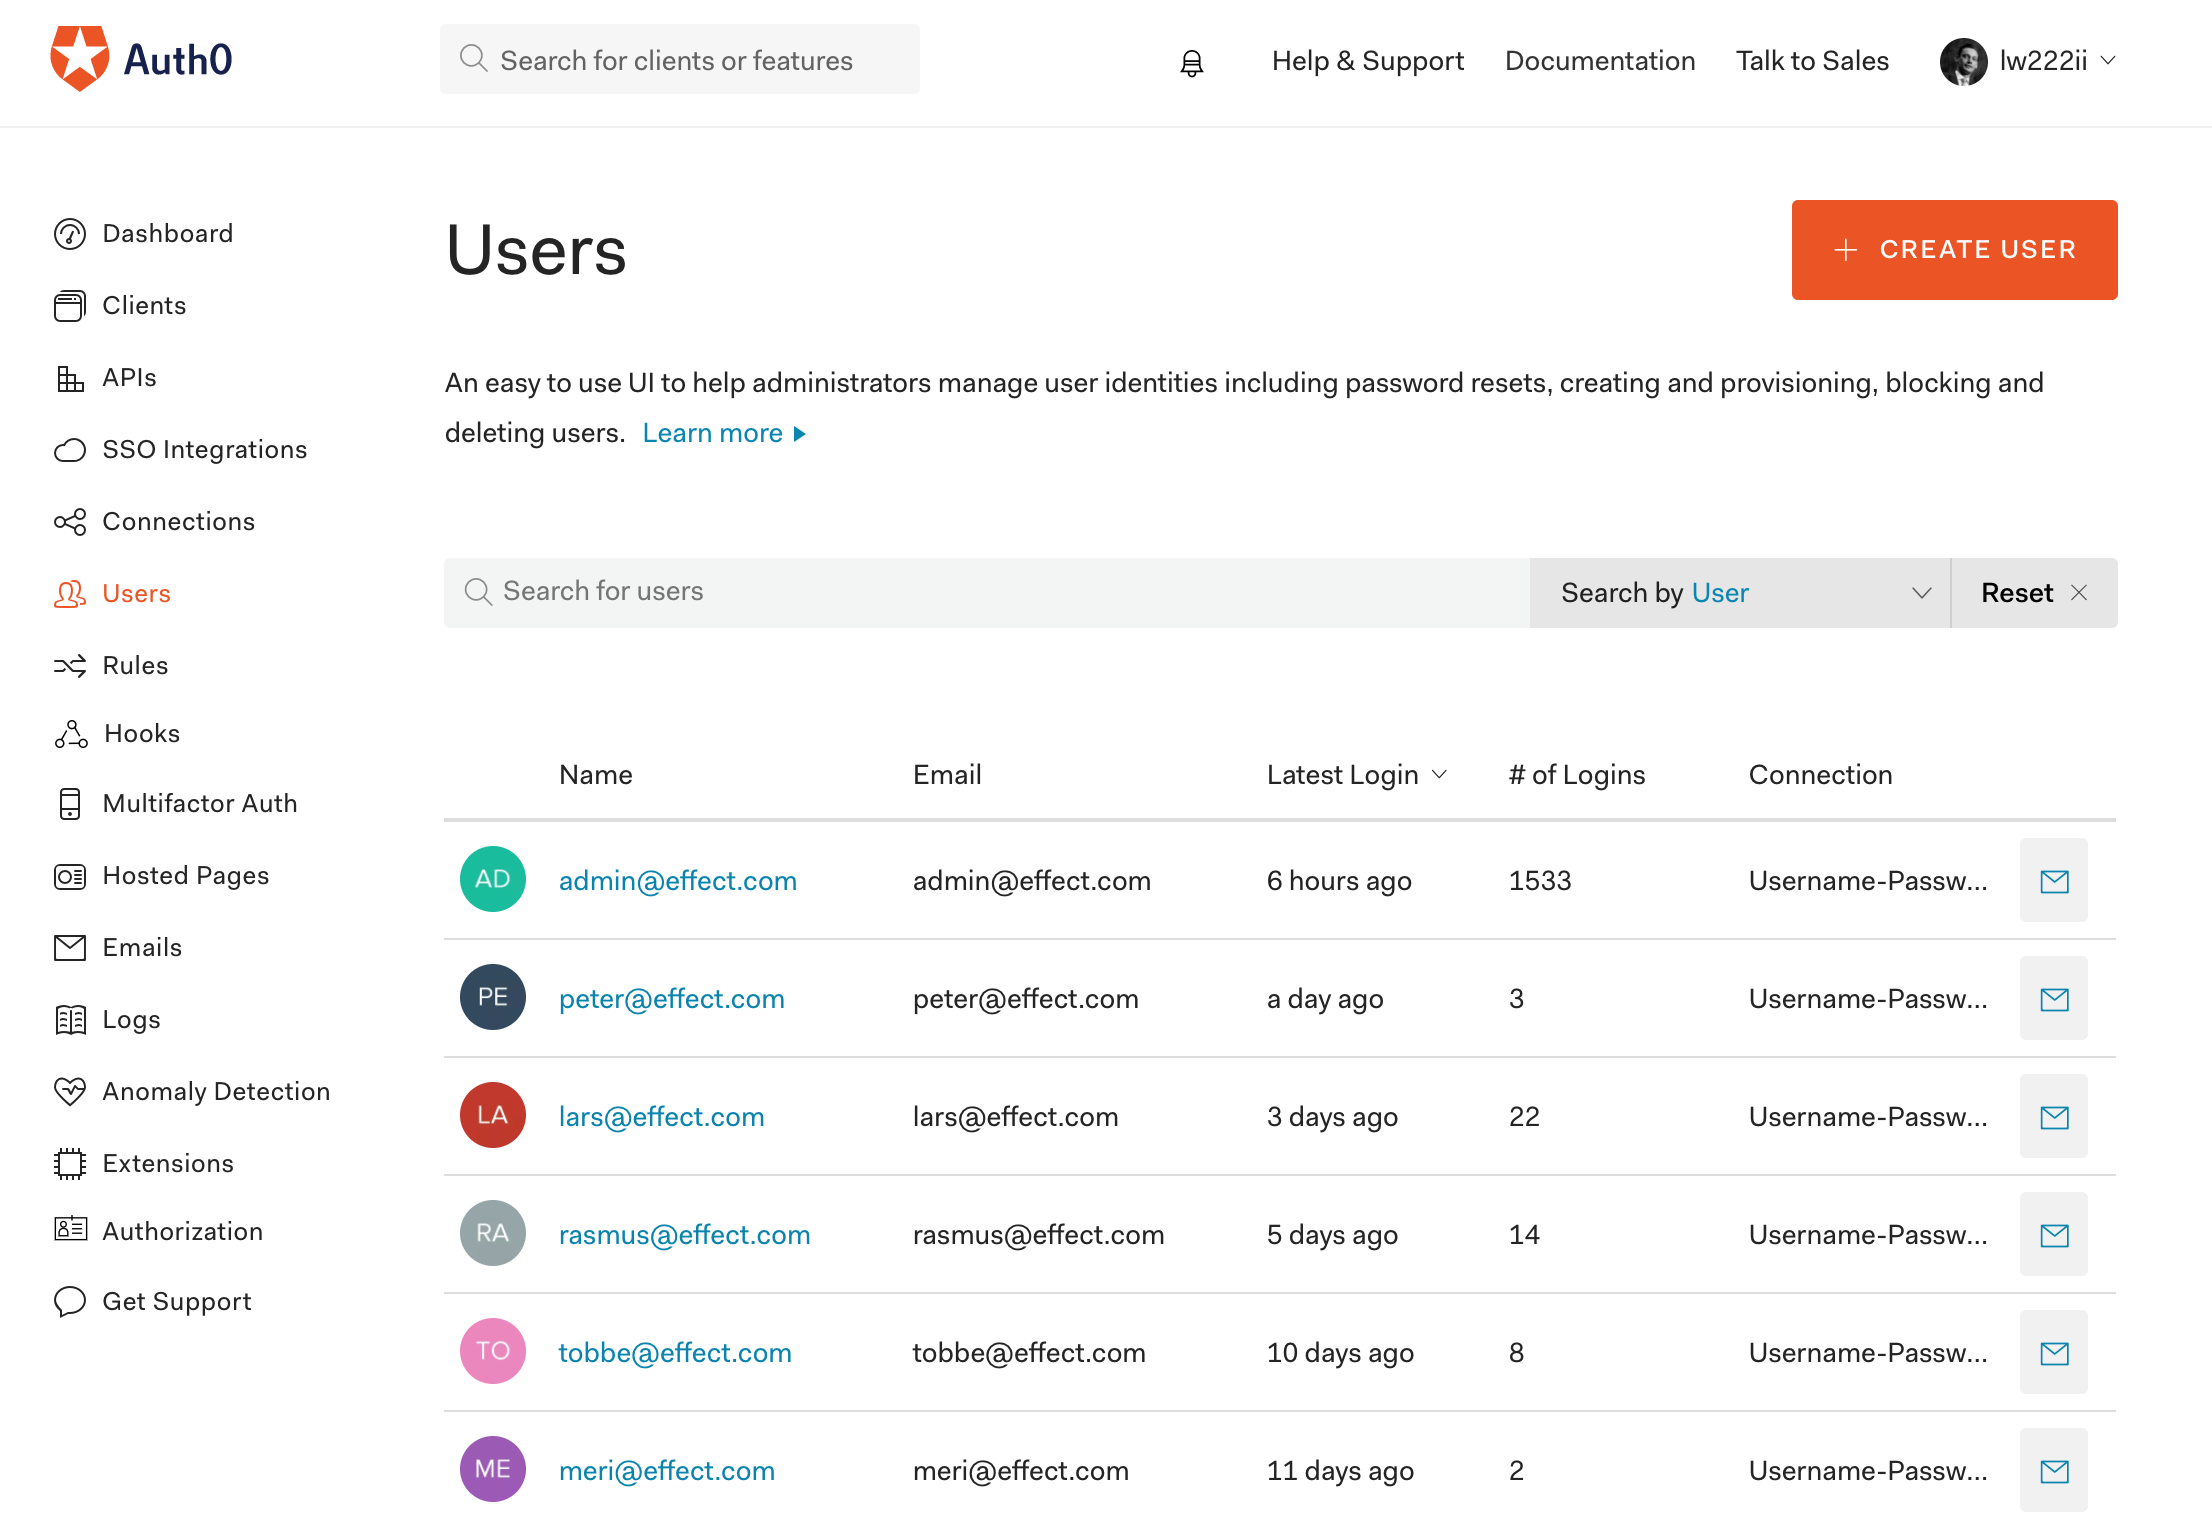 Auth0
Search for clients or features
Help & Support
Documentation
Talk to Sales
lw222ii
Dashboard
Clients
APIs
SSO Integrations
Connections
Users
Rules
Hooks
Multifactor Auth
Hosted Pages
Emails
Logs
Anomaly Detection
Extensions
Authorization
Get Support
Users
+ CREATE USER
An easy to use UI to help administrators manage user identities including password resets, creating and provisioning, blocking and
deleting users. Learn more
Search for users
Search by User
Reset
Name Email Latest Login # of Logins Connection
AD admin@effect.com admin@effect.com 6 hours ago 1533 Username-Passw...
PE peter@effect.com peter@effect.com a day ago 3 Username-Passw...
LA lars@effect.com lars@effect.com 3 days ago 22 Username-Passw...
RA rasmus@effect.com rasmus@effect.com 5 days ago 14 Username-Passw...
TO tobbe@effect.com tobbe@effect.com 10 days ago 8 Username-Passw...
ME meri@effect.com meri@effect.com 11 days ago 2 Username-Passw...